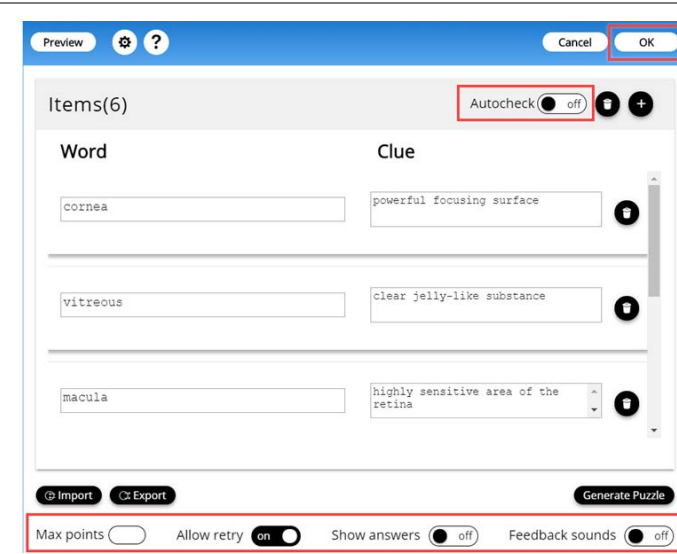 Preview ? Cancel OK
Items(6) Autocheck off
Word Clue
cornea powerful focusing surface
vitreous clear jelly-like substance
macula highly sensitive area of the
retina
Import Export Generate Puzzle
Max points Allow retry on Show answers off Feedback sounds off